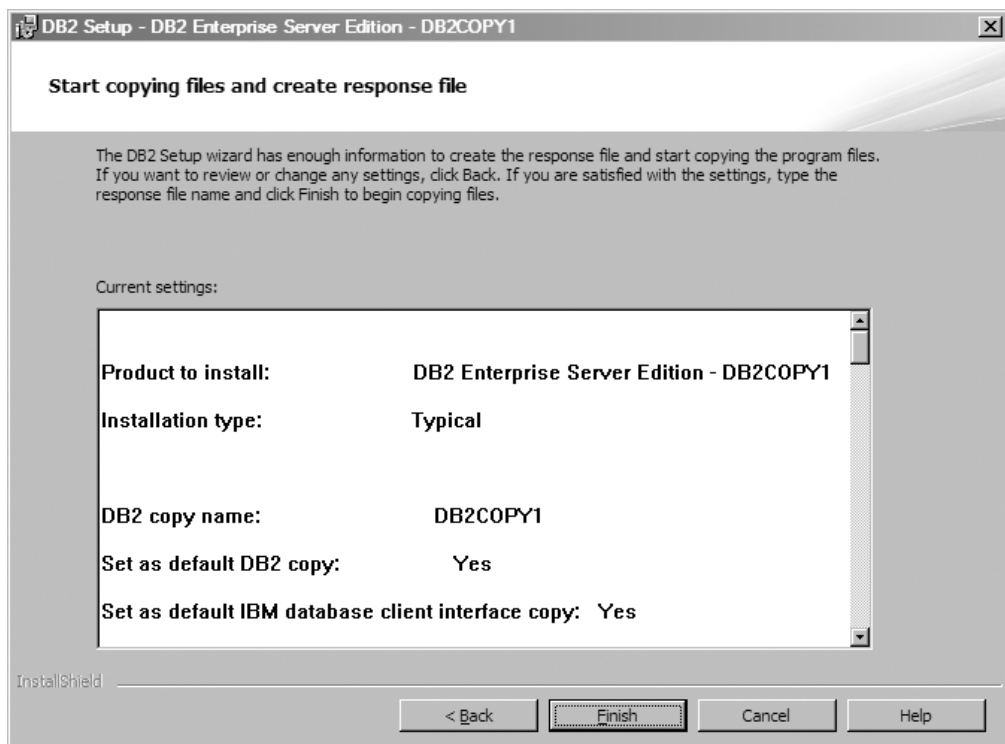 DB2 Setup - DB2 Enterprise Server Edition - DB2COPY1
Start copying files and create response file
The DB2 Setup wizard has enough information to create the response file and start copying the program files.
If you want to review or change any settings, click Back. If you are satisfied with the settings, type the
response file name and click Finish to begin copying files.
Current settings:
Product to install: DB2 Enterprise Server Edition - DB2COPY1
Installation type: Typical
DB2 copy name: DB2COPY1
Set as default DB2 copy: Yes
Set as default IBM database client interface copy: Yes
InstallShield
< Back Finish Cancel Help